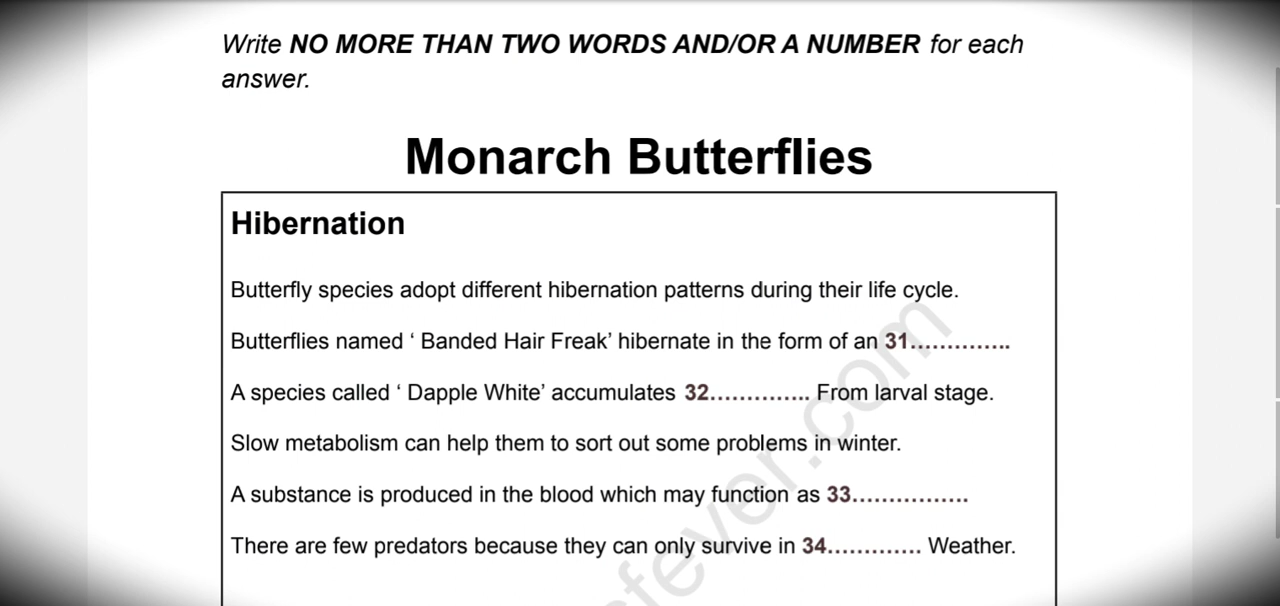 Write NO MORE THAN TWO WORDS AND/OR A NUMBER for each
answer.
Monarch Butterflies
Hibernation
Butterfly species adopt different hibernation patterns during their life cycle.
Butterflies named ‘ Banded Hair Freak’ hibernate in the form of an 31…………..
A species called ‘ Dapple White’ accumulates 32………….. From larval stage.
Slow metabolism can help them to sort out some problems in winter.
A substance is produced in the blood which may function as 33…………….
There are few predators because they can only survive in 34…………. Weather.
sfever.com